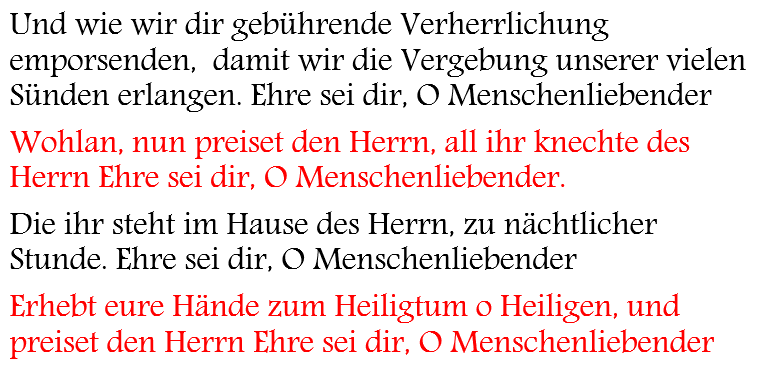 Und wie wir dir gebührende Verherrlichung
emporsenden,  damit wir die Vergebung unserer vielen
Sünden erlangen. Ehre sei dir, O Menschenliebender
Wohlan, nun preiset den Herrn, all ihr knechte des
Herrn Ehre sei dir, O Menschenliebender.
Die ihr steht im Hause des Herrn, zu nächtlicher
Stunde. Ehre sei dir, O Menschenliebender
Erhebt eure Hände zum Heiligtum o Heiligen, und
preiset den Herrn Ehre sei dir, O Menschenliebender